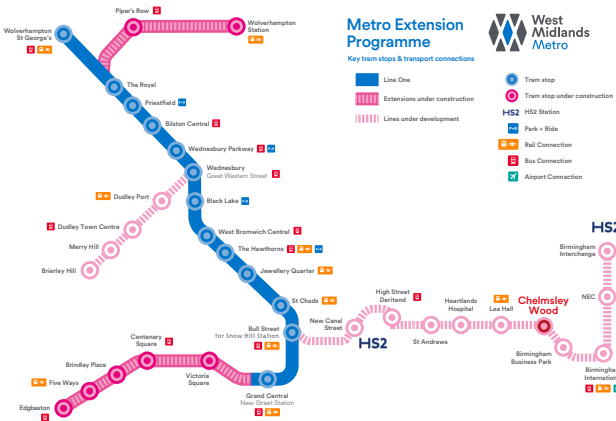 Metro Extension
Programme
Key tram stops & transport connections
West
Midlands
Metro
Line One
Extensions under construction
Lines under development
Tram stop
Tram stop under construction
HS2 HS2 Station
Park + Ride
Rail Connection
Bus Connection
Airport Connection
Piper's Row
Wolverhampton
Station
Wolverhampton
St George's
The Royal
Priestfield
Bilston Central
Wednesbury Parkway
Wednesbury
Great Western Street
Dudley Port
Black Lake
Dudley Town Centre
West Bromwich Central
Merry Hill
The Hawthorns
Brierley Hill
Jewellery Quarter
St Chads
Bull Street
for Snow Hill Station
New Canal
Street
HS2
High Street
Deritend
St Andrews
Heartlands
Hospital
Lea Hall
Chelmsley
Wood
Birmingham
Business Park
HS2
Birmingham
Interchange
NEC
Birmingham
Internation
Centenary
Square
Brindley Place
Victoria
Square
Five Ways
Edgbaston
Grand Central
New Street Station